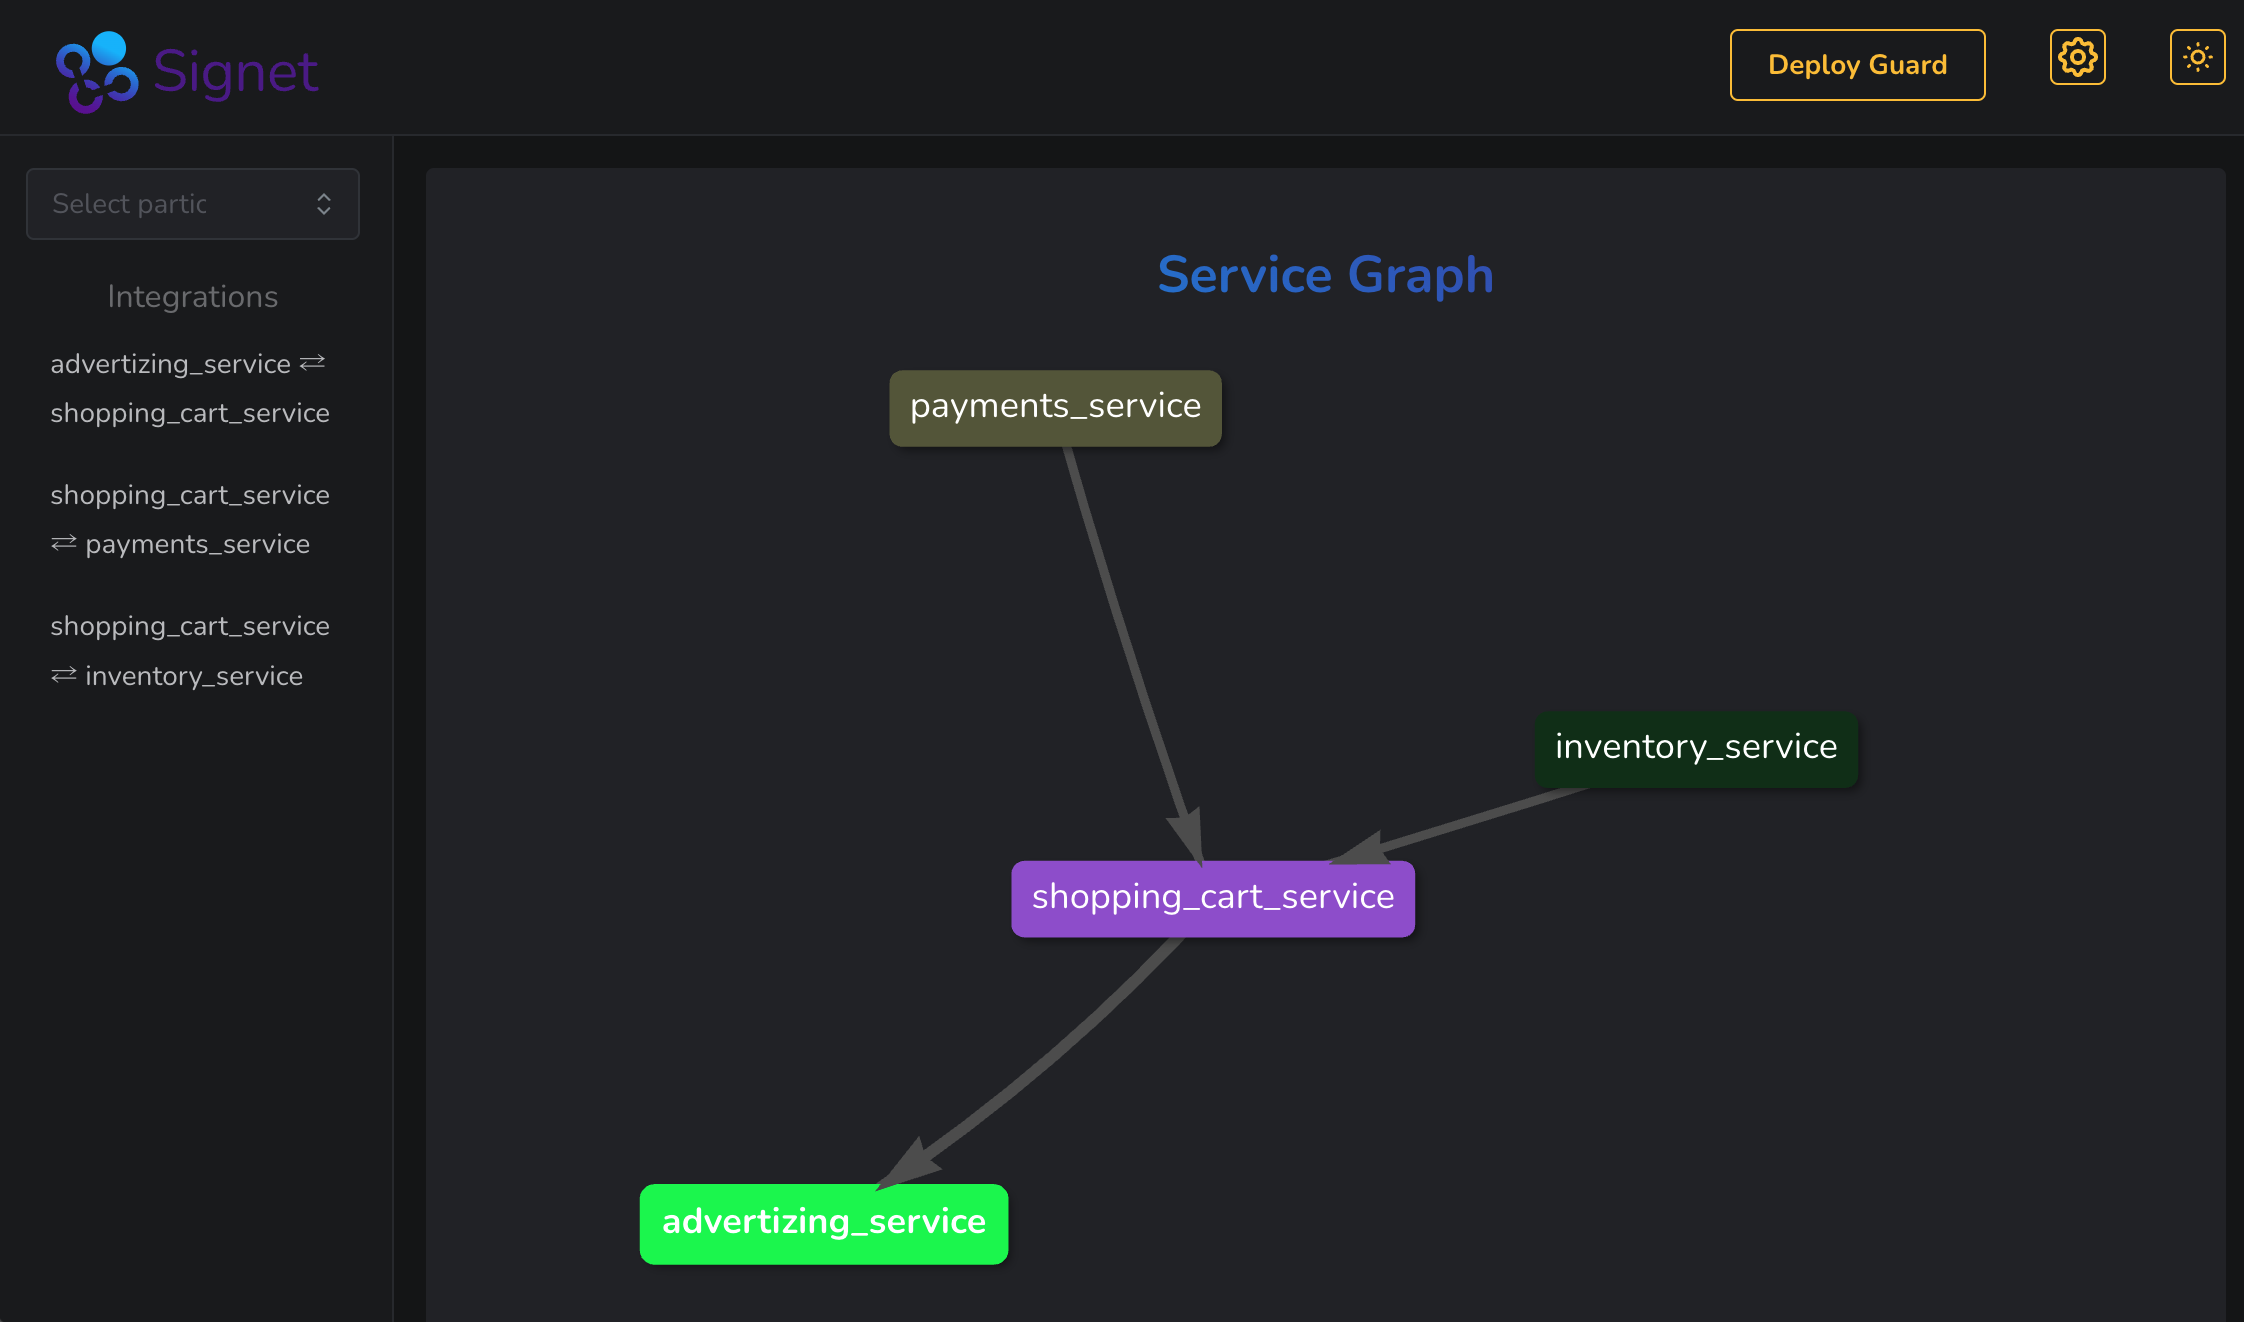 Signet
Deploy Guard
Select partic
Integrations
advertizing_service ⇄
shopping_cart_service
shopping_cart_service
⇄ payments_service
shopping_cart_service
⇄ inventory_service
Service Graph
payments_service
inventory_service
shopping_cart_service
advertizing_service